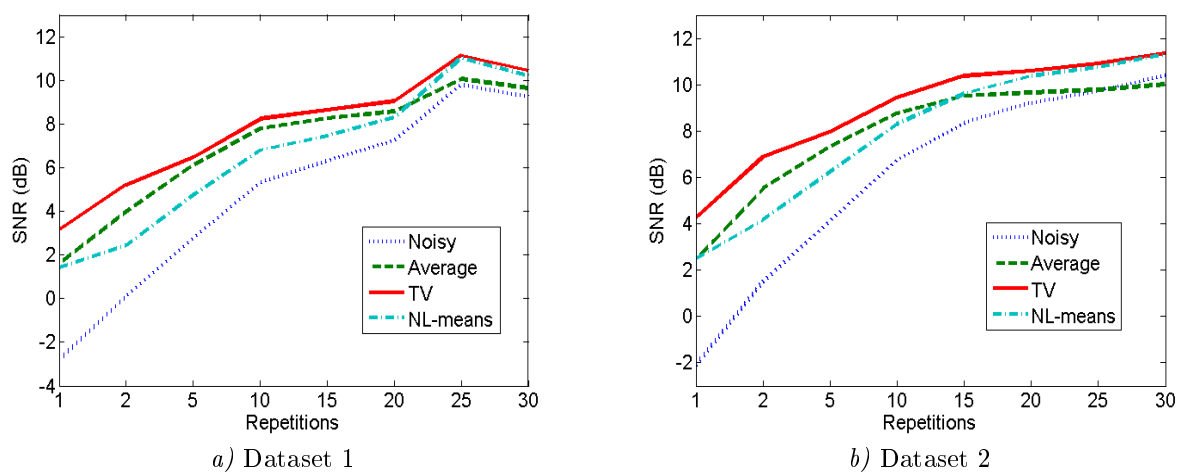 12
10
8
6
4
2
0
-2
-4
SNR (dB)
1 2 5 10 15 20 25 30
Repetitions
Noisy
Average
TV
NL-means
a) Dataset 1
12
10
8
6
4
2
0
-2
SNR (dB)
1 2 5 10 15 20 25 30
Repetitions
Noisy
Average
TV
NL-means
b) Dataset 2